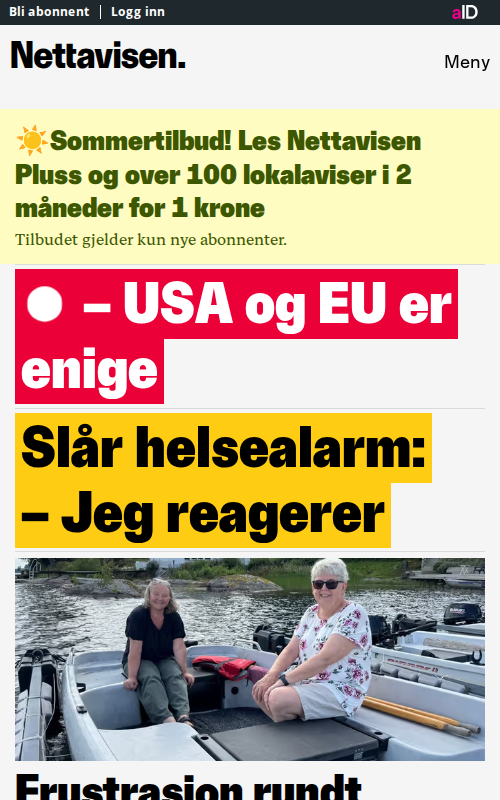 Bli abonnent
Logg inn
aID
Nettavisen.
Meny
Sommertilbud! Les Nettavisen
Pluss og over 100 lokalaviser i 2
måneder for 1 krone
Tilbudet gjelder kun nye abonnenter.
– USA og EU er
enige
Slår helsealarm:
– Jeg reagerer
SUZUKI
Frustrasjon rundt